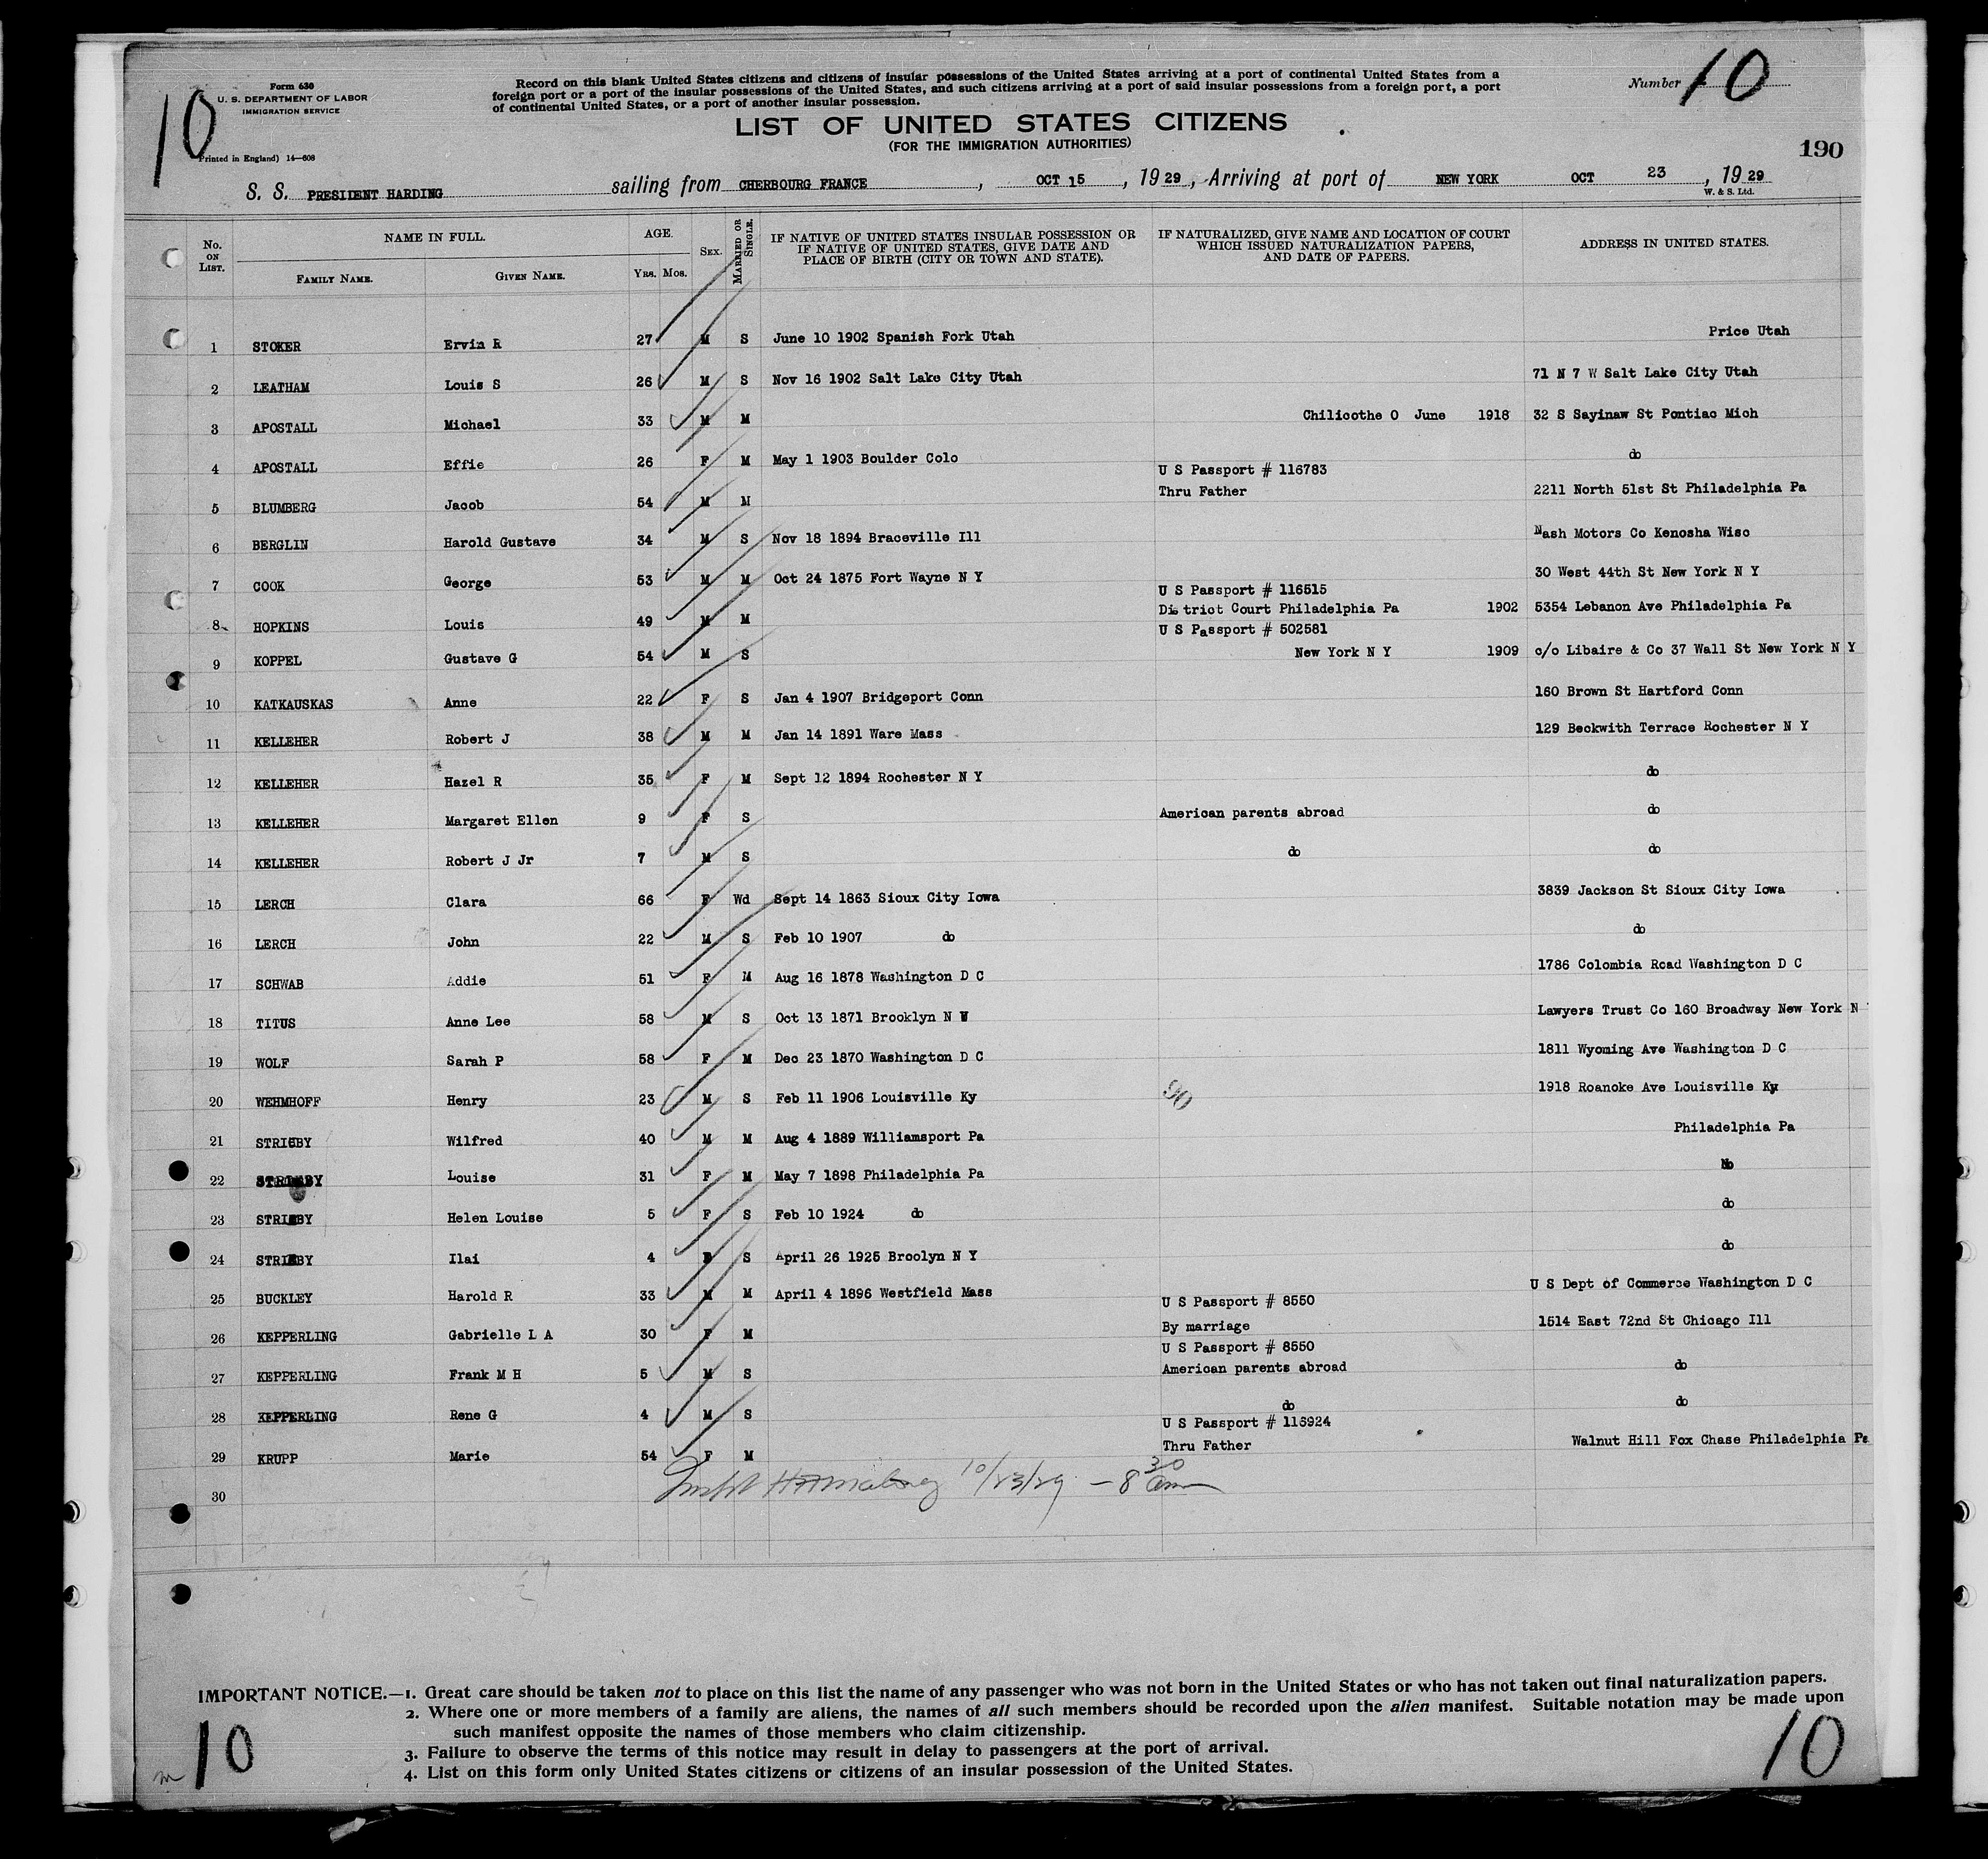 10
Form 630
U. S. DEPARTMENT OF LABOR
IMMIGRATION SERVICE
(Printed in England) 14—608
Record on this blank United States citizens and citizens of insular possessions of the United States arriving at a port of continental United States from a
foreign port or a port of the insular possessions of the United States, and such citizens arriving at a port of said insular possessions from a foreign port, a port
of continental United States, or a port of another insular possession.
Number 10
LIST OF UNITED STATES CITIZENS
(FOR THE IMMIGRATION AUTHORITIES)
190
S. S. PRESIDENT HARDING sailing from CHERBOURG FRANCE, OCT 15, 19 29, Arriving at port of NEW YORK OCT 23, 19 29
W. & S. Ltd.
No. ON LIST. NAME IN FULL. FAMILY NAME. GIVEN NAME. AGE. YRS. MOS. SEX. MARRIED OR SINGLE. IF NATIVE OF UNITED STATES INSULAR POSSESSION OR IF NATIVE OF UNITED STATES, GIVE DATE AND PLACE OF BIRTH (CITY OR TOWN AND STATE). IF NATURALIZED, GIVE NAME AND LOCATION OF COURT WHICH ISSUED NATURALIZATION PAPERS, AND DATE OF PAPERS. ADDRESS IN UNITED STATES.
1 STOKER Ervin R 27 M S June 10 1902 Spanish Fork Utah Price Utah
2 LEATHAM Louis S 26 M S Nov 16 1902 Salt Lake City Utah 71 N 7 W Salt Lake City Utah
3 APOSTALL Michael 33 M M Chilicothe O June 1918 32 S Sayinaw St Pontiac Mich
4 APOSTALL Effie 26 F M May 1 1903 Boulder Colo do
U S Passport # 116783
5 BLUMBERG Jacob 54 M M Thru Father 2211 North 51st St Philadelphia Pa
6 BERGLIN Harold Gustave 34 M S Nov 18 1894 Braceville Ill Nash Motors Co Kenosha Wisc
7 COOK George 53 M M Oct 24 1875 Fort Wayne N Y 30 West 44th St New York N Y
U S Passport # 116515
8 HOPKINS Louis 49 M M District Court Philadelphia Pa 1902 5354 Lebanon Ave Philadelphia Pa
U S Passport # 502581
9 KOPPEL Gustave G 54 M S New York N Y 1909 c/o Libaire & Co 37 Wall St New York N Y
10 KATKAUSKAS Anne 22 F S Jan 4 1907 Bridgeport Conn 160 Brown St Hartford Conn
11 KELLEHER Robert J 38 M M Jan 14 1891 Ware Mass 129 Beckwith Terrace Rochester N Y
12 KELLEHER Hazel R 35 F M Sept 12 1894 Rochester N Y do
13 KELLEHER Margaret Ellen 9 F S American parents abroad do
14 KELLEHER Robert J Jr 7 M S do do
15 LERCH Clara 66 F Wd Sept 14 1863 Sioux City Iowa 3839 Jackson St Sioux City Iowa
16 LERCH John 22 M S Feb 10 1907 do do
17 SCHWAB Addie 51 F M Aug 16 1878 Washington D C 1786 Colombia Road Washington D C
18 TITUS Anne Lee 58 M S Oct 13 1871 Brooklyn N Lawyers Trust Co 160 Broadway New York N
19 WOLF Sarah P 58 F M Dec 23 1870 Washington D C 1811 Wyoming Ave Washington D C
20 WEHMHOFF Henry 23 M S Feb 11 1906 Louisville Ky 90 1918 Roanoke Ave Louisville Ky
21 STRIGBY Wilfred 40 M M Aug 4 1889 Williamsport Pa Philadelphia Pa
22 Louise 31 F M May 7 1898 Philadelphia Pa
23 Helen Louise 5 F S Feb 10 1924 do do
24 Ilai 4 S April 26 1925 Broolyn N Y do
25 BUCKLEY Harold R 33 M M April 4 1896 Westfield Mass U S Dept of Commerce Washington D C
U S Passport # 8550
26 KEPPERLING Gabrielle L A 30 F M By marriage 1514 East 72nd St Chicago Ill
U S Passport # 8550
27 KEPPERLING Frank M H 5 M S American parents abroad do
28 KEPPERLING Rene G 4 M S do do
U S Passport # 115924
29 KRUPP Marie 54 F M Thru Father Walnut Hill Fox Chase Philadelphia Pa
30
10/23/29 – 8 30 am
IMPORTANT NOTICE.—1. Great care should be taken not to place on this list the name of any passenger who was not born in the United States or who has not taken out final naturalization papers.
2. Where one or more members of a family are aliens, the names of all such members should be recorded upon the alien manifest. Suitable notation may be made upon
such manifest opposite the names of those members who claim citizenship.
3. Failure to observe the terms of this notice may result in delay to passengers at the port of arrival.
4. List on this form only United States citizens or citizens of an insular possession of the United States.
10
10